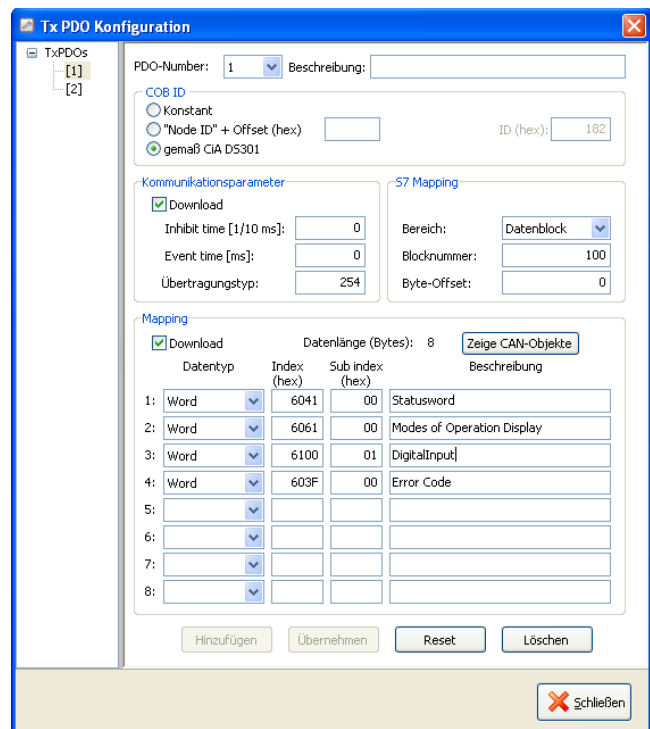 Tx PDO Konfiguration
TxPDOs
[1]
[2]
PDO-Number: 1 Beschreibung:
COB ID
Konstant
"Node ID" + Offset (hex) ID (hex): 182
gemäß CiA DS301
Kommunikationsparameter
Download
Inhibit time [1/10 ms]: 0
Event time [ms]: 0
Übertragungstyp: 254
S7 Mapping
Bereich: Datenblock
Blocknummer: 100
Byte-Offset: 0
Mapping
Download Datenlänge (Bytes): 8 Zeige CAN-Objekte
Datentyp Index (hex) Sub index (hex) Beschreibung
1: Word 6041 00 Statusword
2: Word 6061 00 Modes of Operation Display
3: Word 6100 01 DigitalInput
4: Word 603F 00 Error Code
5:
6:
7:
8:
Hinzufügen Übernehmen Reset Löschen
Schließen